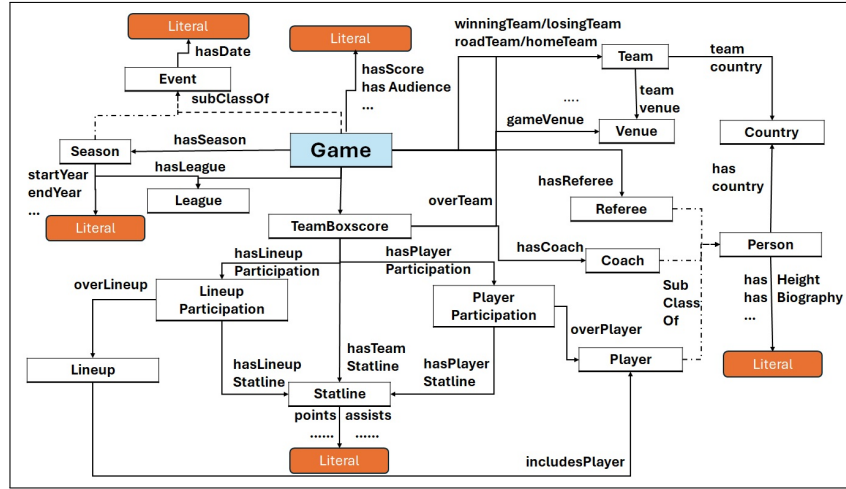 Literal
hasDate
Event
subClassOf
Literal
hasScore
has Audience
...
winningTeam/losingTeam
roadTeam/homeTeam
Team
team
country
team
venue
....
gameVenue
Venue
Country
Season
hasSeason
Game
startYear
endYear
...
hasLeague
League
Literal
hasReferee
Referee
has
country
overTeam
TeamBoxscore
hasCoach
Coach
Person
hasLineup
Participation
hasPlayer
Participation
overLineup
Lineup
Participation
Player
Participation
Sub
Class
Of
has Height
has Biography
...
overPlayer
Player
Literal
Lineup
hasLineup
Statline
hasTeam
Statline
hasPlayer
Statline
Statline
points assists
...... ......
Literal
includesPlayer